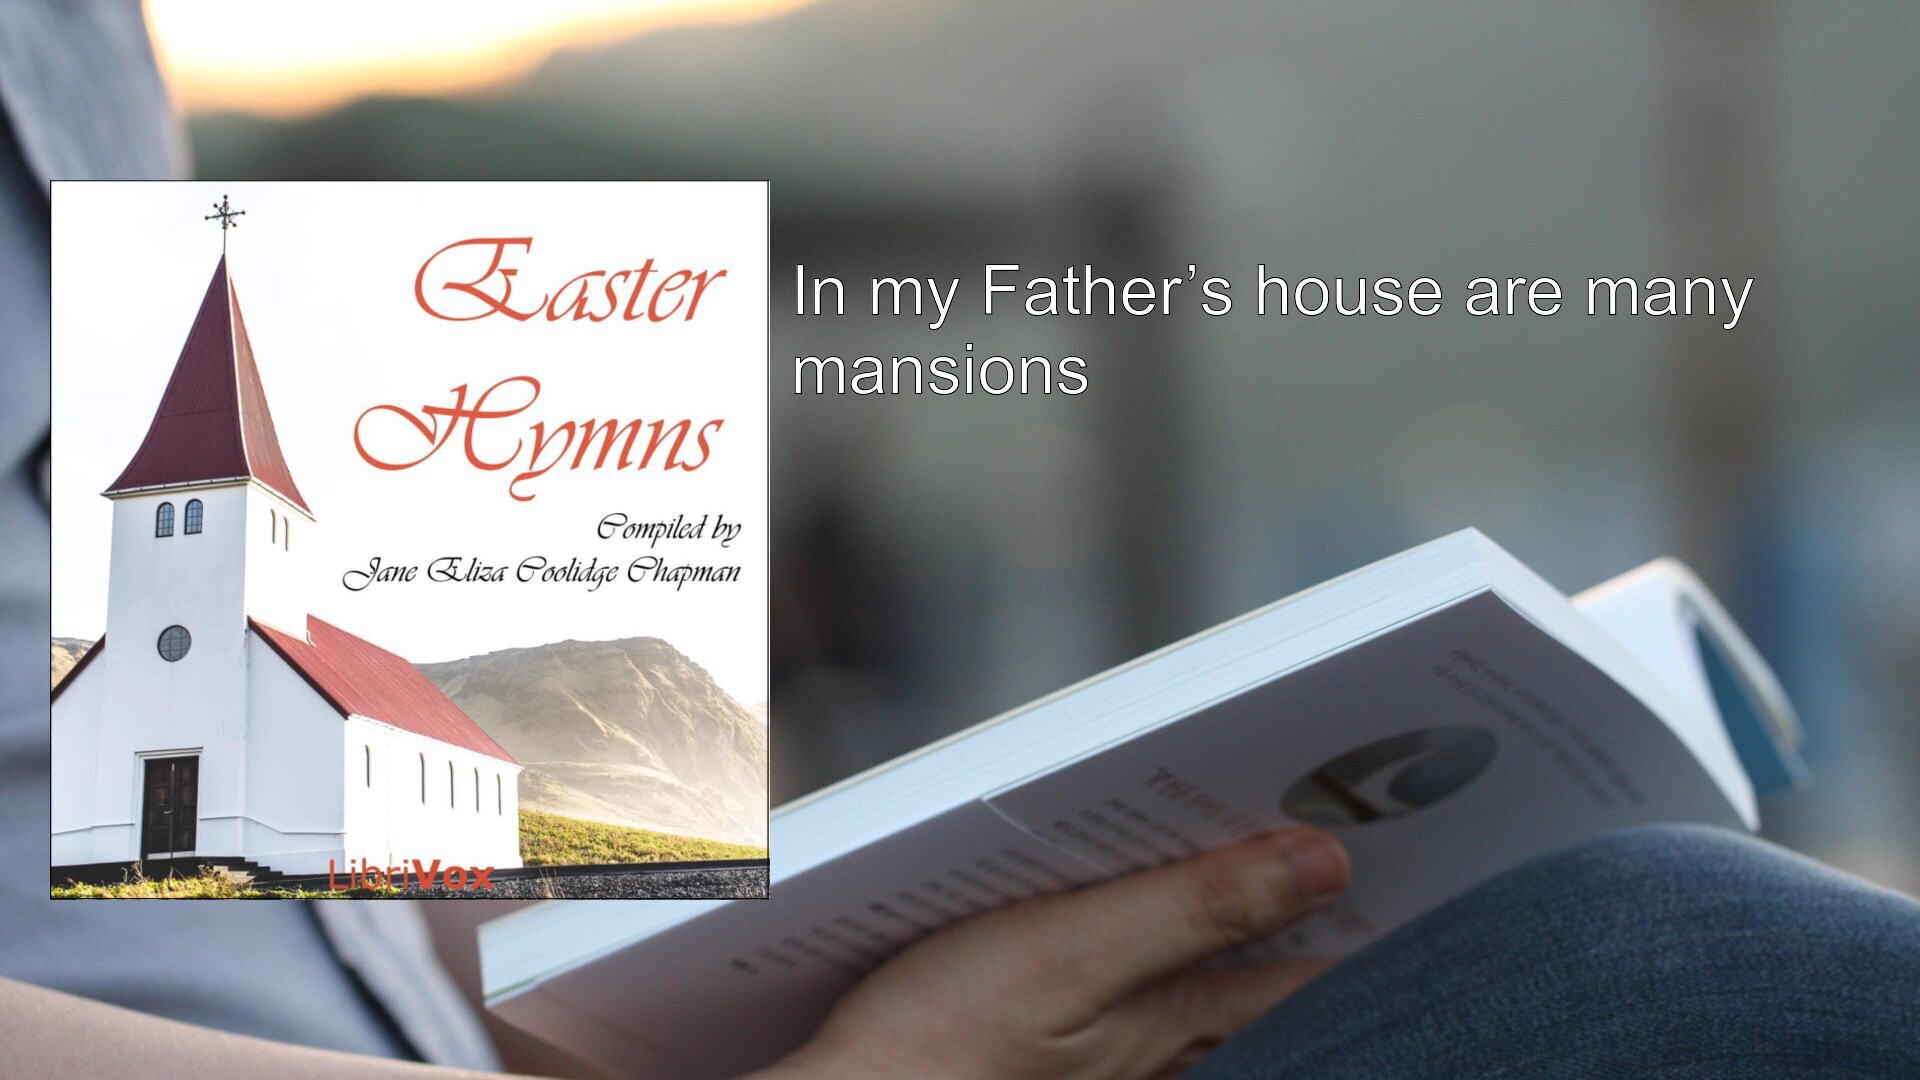 Easter
Hymns
Compiled by
Jane Eliza Coolidge Chapman
LibriVox
In my Father’s house are many
mansions